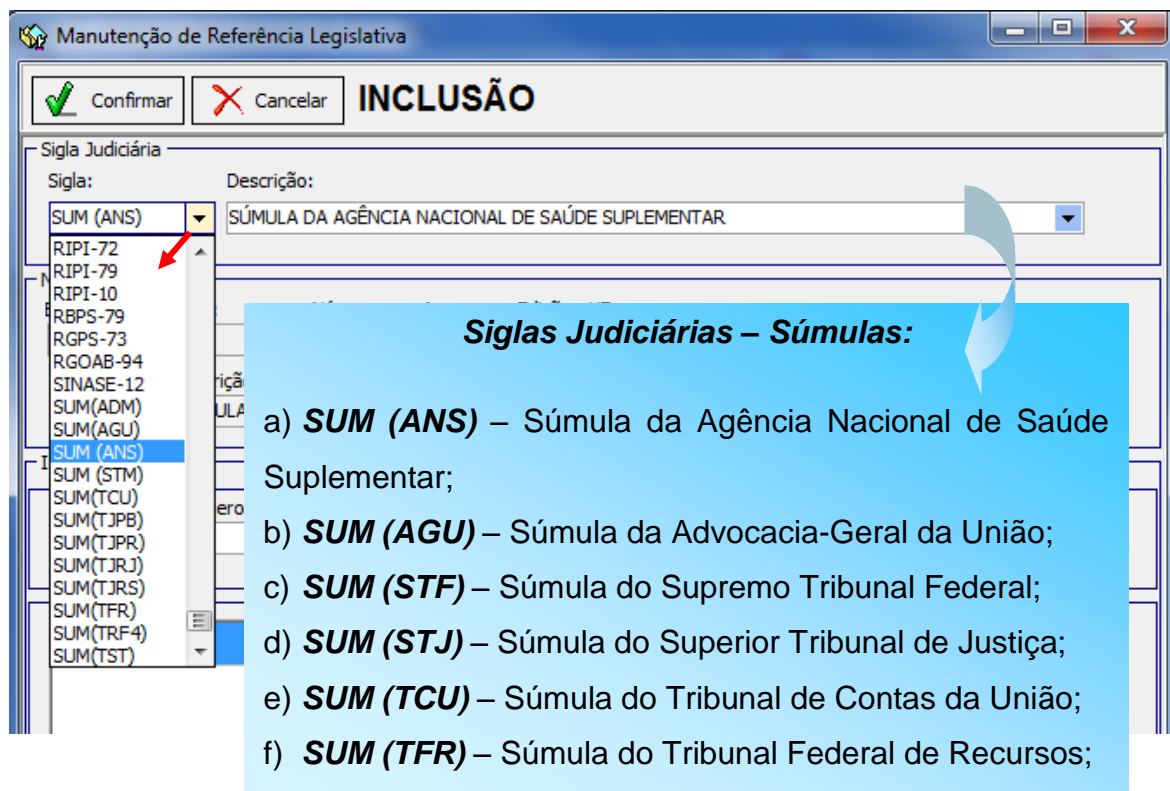 Manutenção de Referência Legislativa
Confirmar Cancelar INCLUSÃO
Sigla Judiciária
Sigla: Descrição:
SUM (ANS) SÚMULA DA AGÊNCIA NACIONAL DE SAÚDE SUPLEMENTAR
RIPI-72
RIPI-79
RIPI-10
RBPS-79
RGPS-73
RGOAB-94
SINASE-12
SUM(ADM)
SUM(AGU)
SUM (ANS)
SUM (STM)
SUM(TCU)
SUM(TJPB)
SUM(TJPR)
SUM(TJRJ)
SUM(TJRS)
SUM(TFR)
SUM(TRF4)
SUM(TST)
Siglas Judiciárias – Súmulas:
a) SUM (ANS) – Súmula da Agência Nacional de Saúde
Suplementar;
b) SUM (AGU) – Súmula da Advocacia-Geral da União;
c) SUM (STF) – Súmula do Supremo Tribunal Federal;
d) SUM (STJ) – Súmula do Superior Tribunal de Justiça;
e) SUM (TCU) – Súmula do Tribunal de Contas da União;
f) SUM (TFR) – Súmula do Tribunal Federal de Recursos;